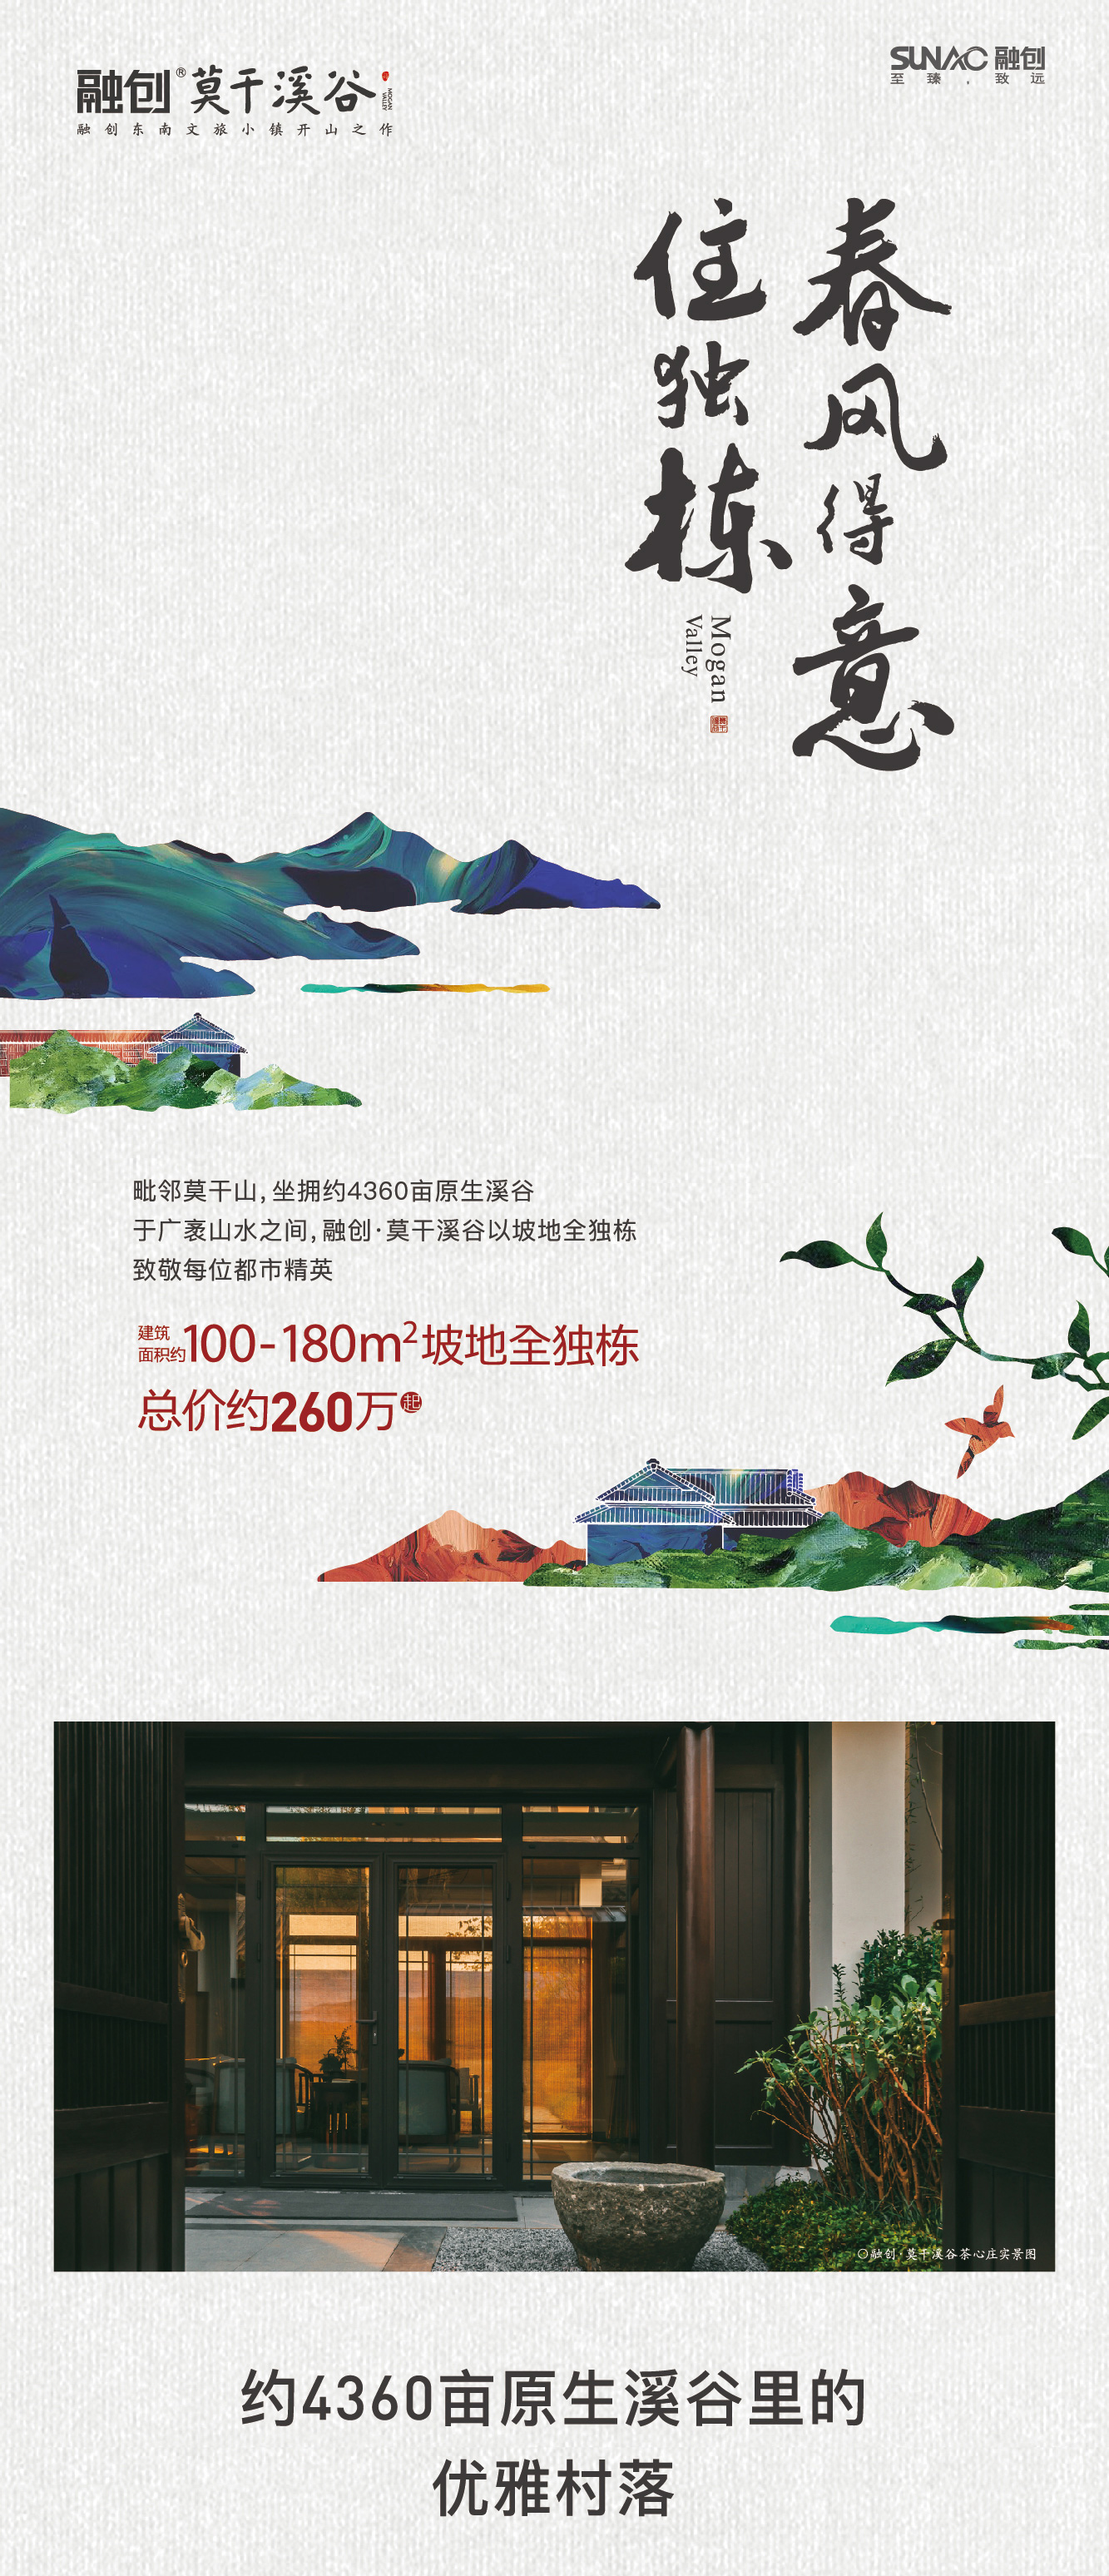 融创®莫干溪谷
MOGAN VALLEY
融创东南文旅小镇开山之作
SUNAC 融创
至臻，致远
春风得意
住独栋
Mogan
Valley
毗邻莫干山，坐拥约4360亩原生溪谷
于广袤山水之间，融创·莫干溪谷以坡地全独栋
致敬每位都市精英
建筑面积约100-180m²坡地全独栋
总价约260万起
〇融创·莫干溪谷茶心庄实景图
约4360亩原生溪谷里的
优雅村落